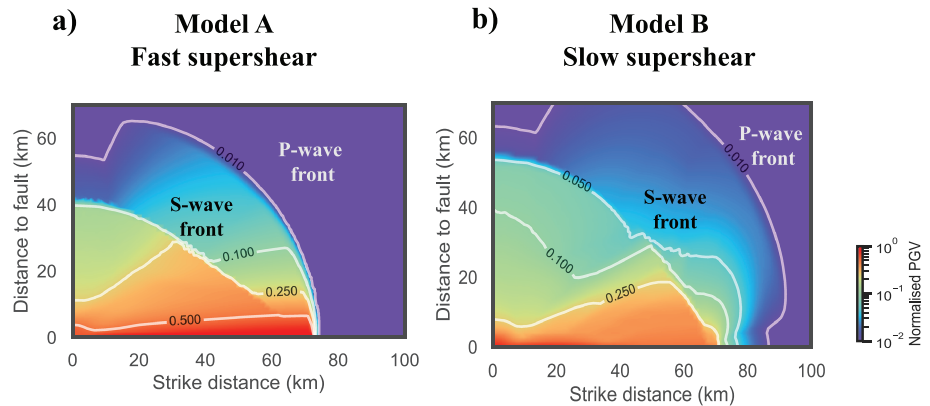 a)
Model A
Fast supershear
b)
Model B
Slow supershear
Distance to fault (km)
60
40
20
0
P-wave
front
0.010
S-wave
front
0.100
0.250
0.500
0 20 40 60 80 100
Strike distance (km)
Distance to fault (km)
60
40
20
0
P-wave
front
0.010
0.050
S-wave
front
0.100
0.250
0 20 40 60 80 100
Strike distance (km)
10⁰
10⁻¹
10⁻²
Normalised PGV